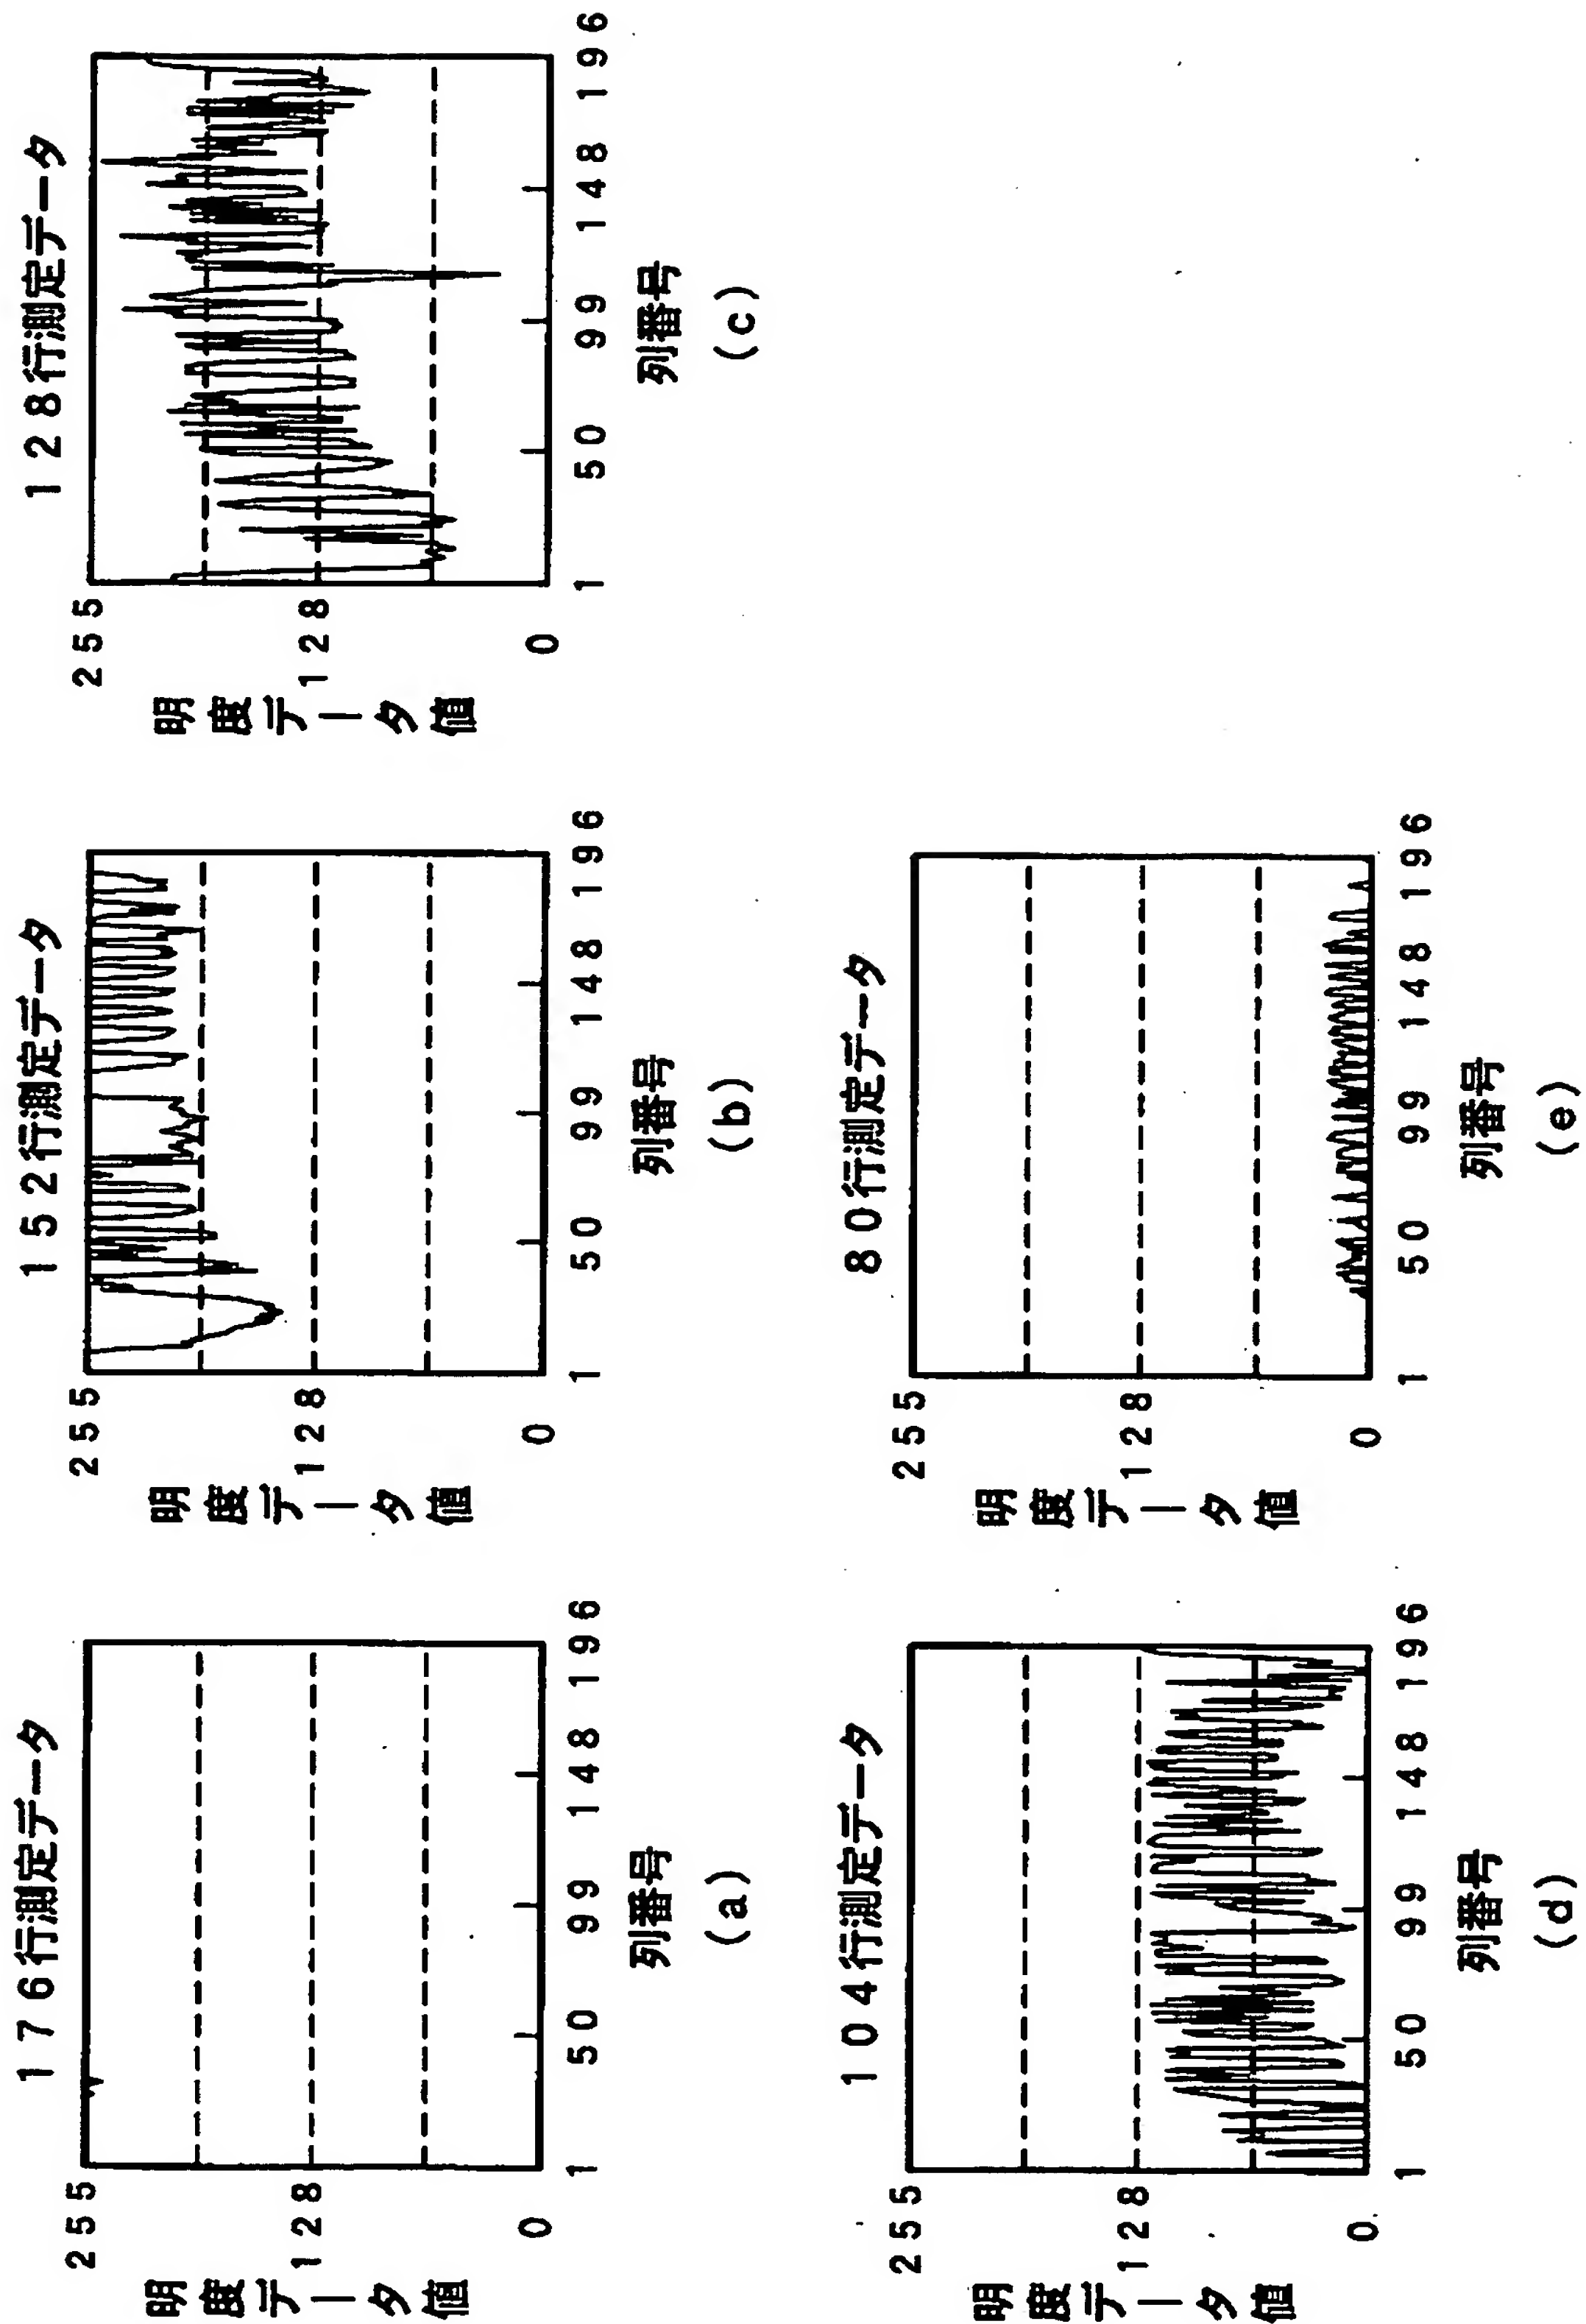 176行測定データ
明度データ値
255
128
0
1 50 99 148 196
列番号
(a)
152行測定データ
明度データ値
255
128
0
1 50 99 148 196
列番号
(b)
128行測定データ
明度データ値
255
128
0
1 50 99 148 196
列番号
(c)
104行測定データ
明度データ値
255
128
0
1 50 99 148 196
列番号
(d)
80行測定データ
明度データ値
255
128
0
1 50 99 148 196
列番号
(e)